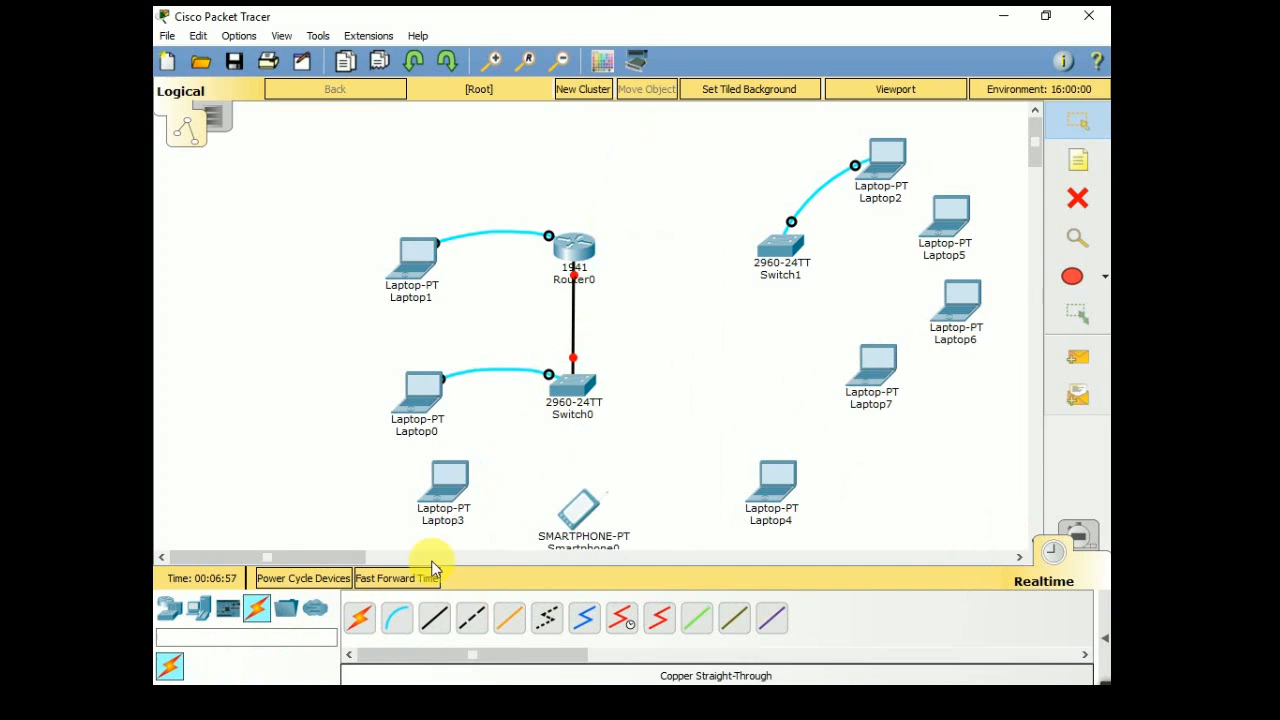 Cisco Packet Tracer
File Edit Options View Tools Extensions Help
Logical Back [Root] New Cluster Move Object Set Tiled Background Viewport Environment: 16:00:00
Laptop-PT
Laptop2
Laptop-PT
Laptop5
1941
Router0
2960-24TT
Switch1
Laptop-PT
Laptop1
Laptop-PT
Laptop6
2960-24TT
Switch0
Laptop-PT
Laptop7
Laptop-PT
Laptop0
Laptop-PT
Laptop3
SMARTPHONE-PT
Smartphone0
Laptop-PT
Laptop4
Time: 00:06:57 Power Cycle Devices Fast Forward Time Realtime
Copper Straight-Through